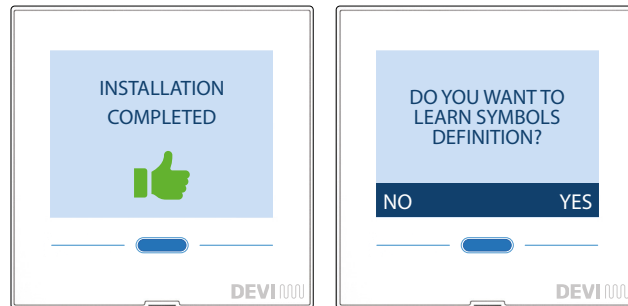 INSTALLATION
COMPLETED
DEVI
DO YOU WANT TO
LEARN SYMBOLS
DEFINITION?
NO YES
DEVI